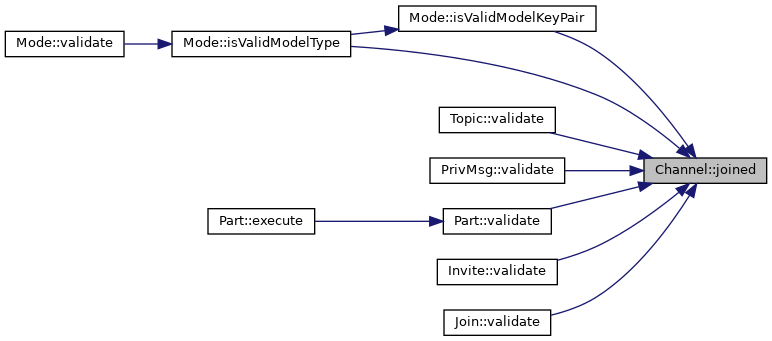 Mode::isValidModelKeyPair
Mode::validate
Mode::isValidModelType
Topic::validate
PrivMsg::validate
Channel::joined
Part::execute
Part::validate
Invite::validate
Join::validate